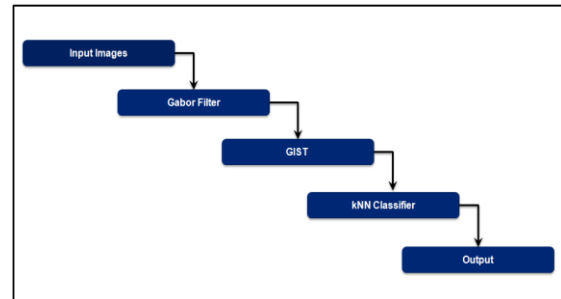 Input Images
Gabor Filter
GIST
kNN Classifier
Output